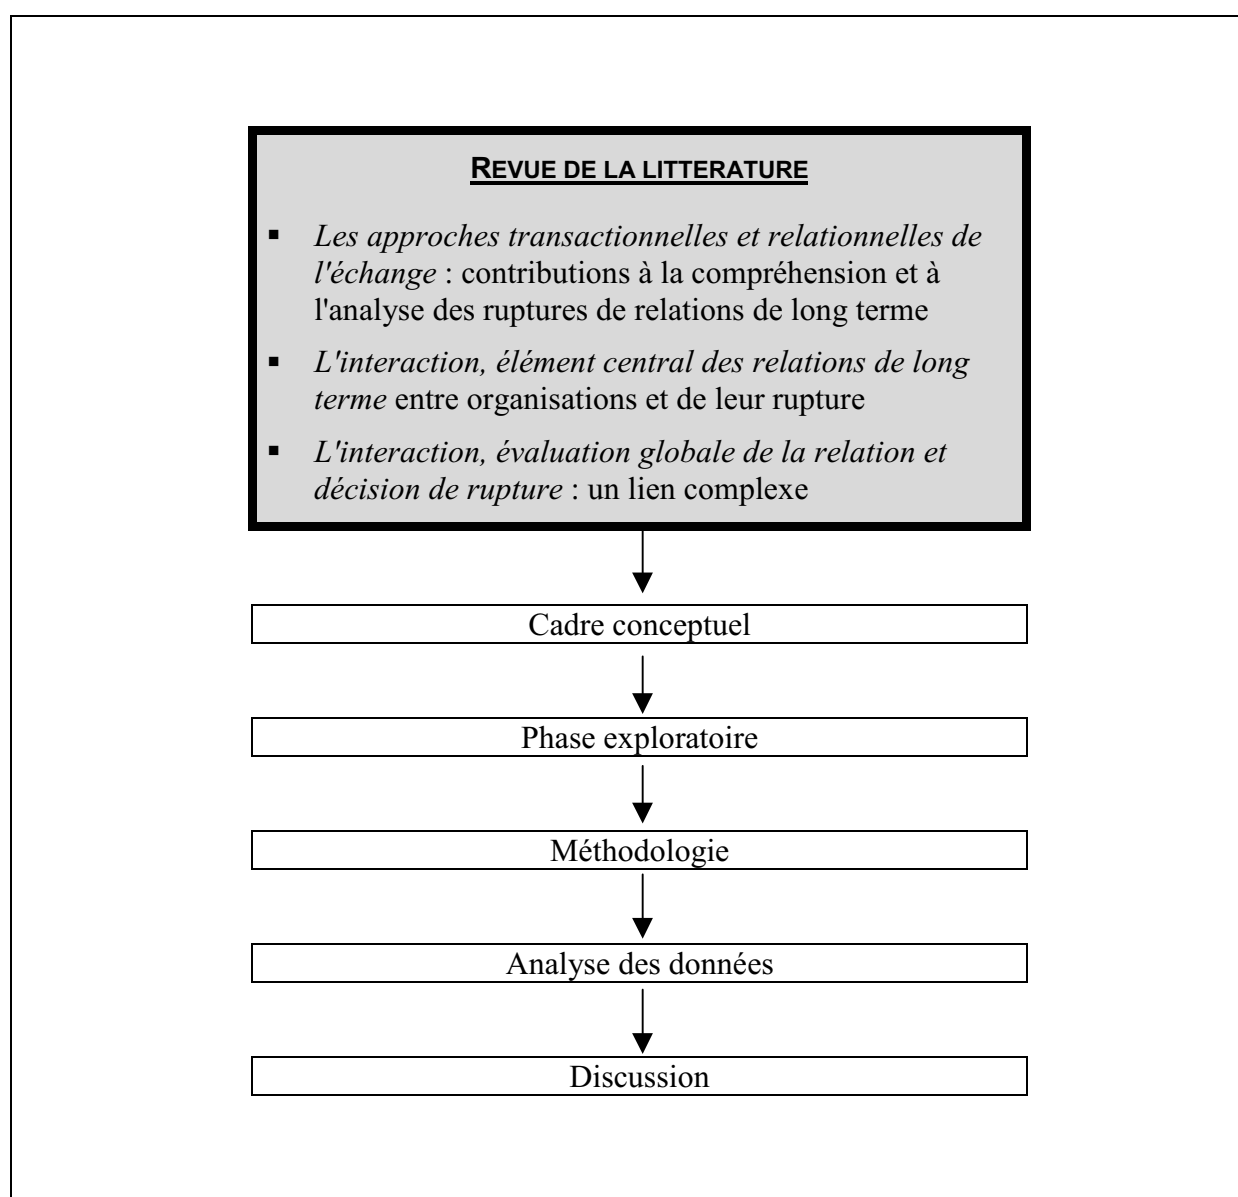 REVUE DE LA LITTERATURE
▪ Les approches transactionnelles et relationnelles de
l'échange : contributions à la compréhension et à
l'analyse des ruptures de relations de long terme
▪ L'interaction, élément central des relations de long
terme entre organisations et de leur rupture
▪ L'interaction, évaluation globale de la relation et
décision de rupture : un lien complexe
Cadre conceptuel
Phase exploratoire
Méthodologie
Analyse des données
Discussion